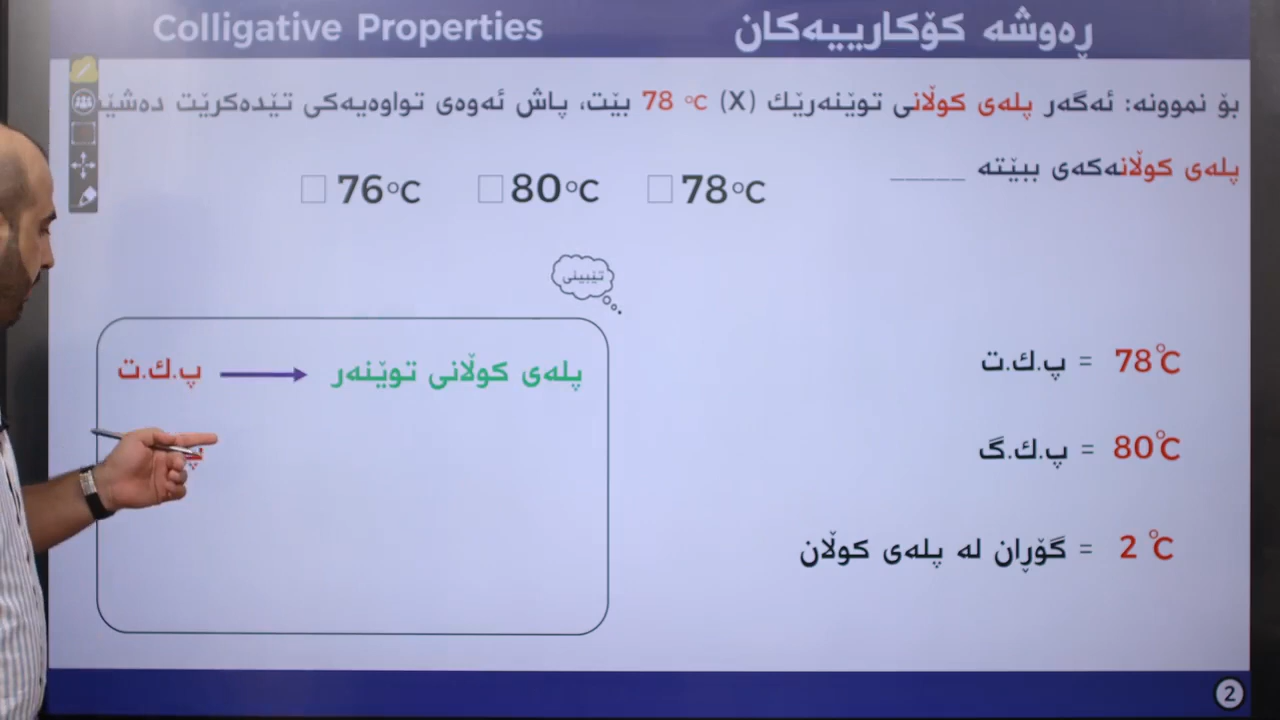 Colligative Properties
ڕەوشە کۆکارییەکان
بۆ نموونە: ئەگەر پلەی کوڵانی توێنەرێك (X) 78 °C بێت، پاش ئەوەی تواوەیەکی تێدەکرێت دەشێت
پلەی کوڵانەکەی ببێتە _____
78°C
80°C
76°C
تێبینی
پ.ك.ت → پلەی کوڵانی توێنەر
78°C = پ.ك.ت
80°C = پ.ك.گ
2 °C = گۆڕان لە پلەی کوڵان
2